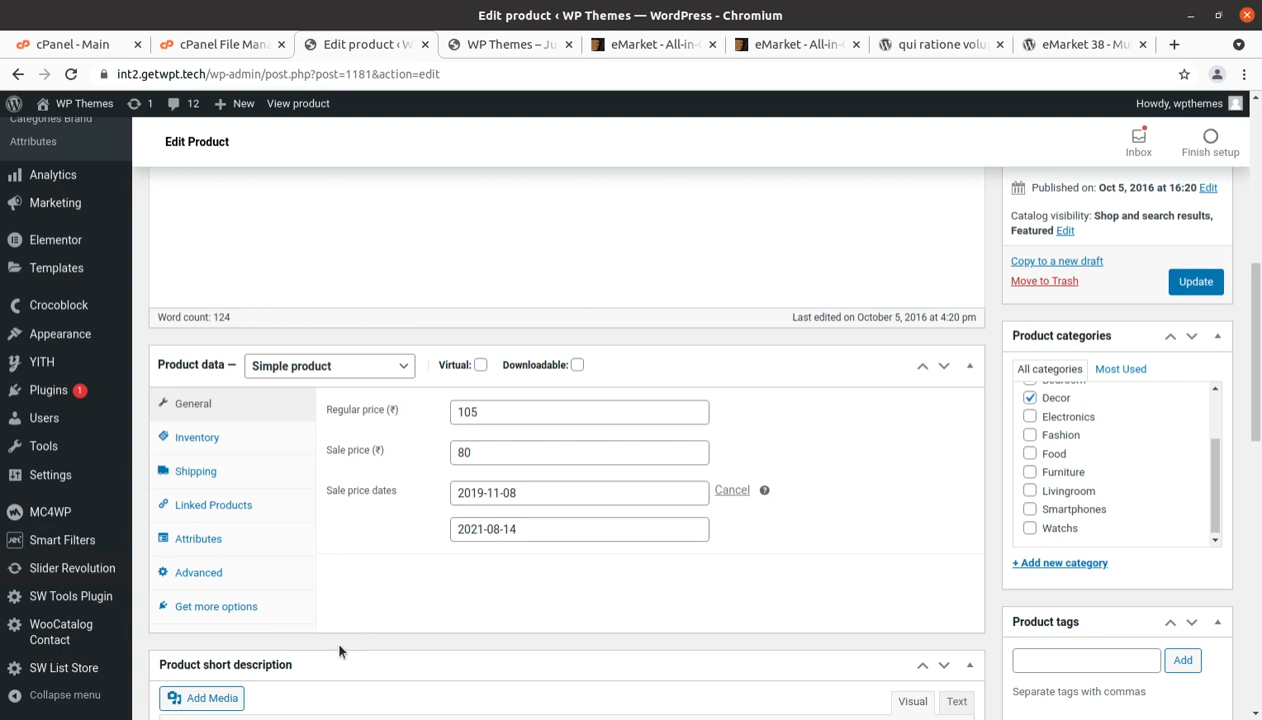 Edit product ‹ WP Themes — WordPress - Chromium
cPanel - Main
cPanel File Man
Edit product ‹ W
WP Themes – Ju
eMarket - All-in-
eMarket - All-in-
qui ratione volu
eMarket 38 - Mu
int2.getwpt.tech/wp-admin/post.php?post=1181&action=edit
WP Themes 1 12 New View product Howdy, wpthemes
Categories Brand
Attributes
Analytics
Marketing
Elementor
Templates
Crocoblock
Appearance
YITH
Plugins 1
Users
Tools
Settings
MC4WP
Smart Filters
Slider Revolution
SW Tools Plugin
WooCatalog
Contact
SW List Store
Collapse menu
Edit Product
Inbox
Finish setup
Word count: 124
Last edited on October 5, 2016 at 4:20 pm
Product data — Simple product Virtual: Downloadable:
General
Inventory
Shipping
Linked Products
Attributes
Advanced
Get more options
Regular price (₹) 105
Sale price (₹) 80
Sale price dates 2019-11-08 Cancel ?
2021-08-14
Product short description
Add Media
Visual Text
Published on: Oct 5, 2016 at 16:20 Edit
Catalog visibility: Shop and search results,
Featured Edit
Copy to a new draft
Move to Trash
Update
Product categories
All categories Most Used
Bedroom
Decor
Electronics
Fashion
Food
Furniture
Livingroom
Smartphones
Watchs
+ Add new category
Product tags
Add
Separate tags with commas